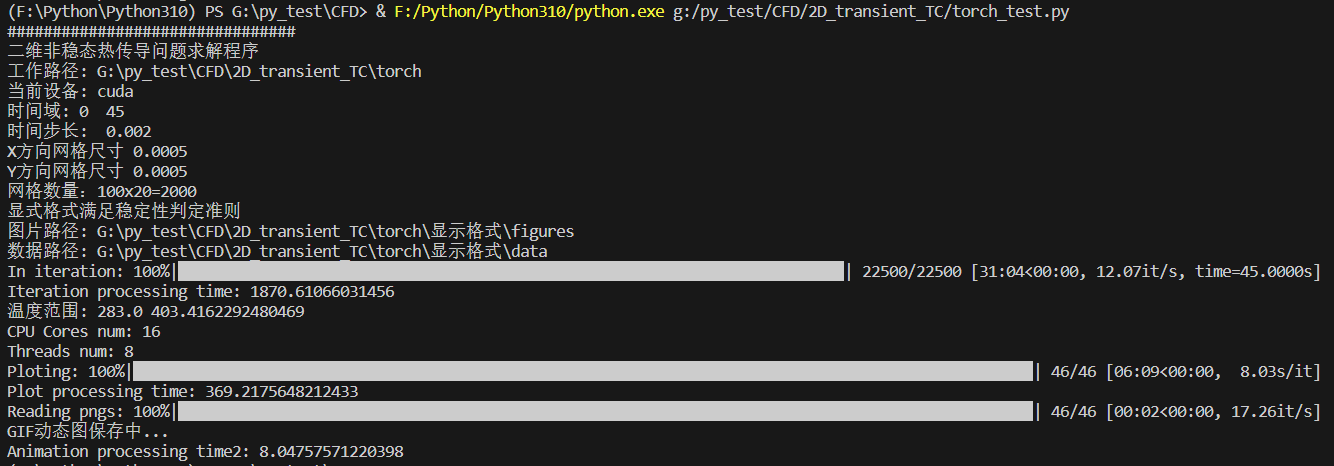 (F:\Python\Python310) PS G:\py_test\CFD> & F:/Python/Python310/python.exe g:/py_test/CFD/2D_transient_TC/torch_test.py
################################
二维非稳态热传导问题求解程序
工作路径: G:\py_test\CFD\2D_transient_TC\torch
当前设备: cuda
时间域: 0  45
时间步长:  0.002
X方向网格尺寸 0.0005
Y方向网格尺寸 0.0005
网格数量: 100x20=2000
显式格式满足稳定性判定准则
图片路径: G:\py_test\CFD\2D_transient_TC\torch\显示格式\figures
数据路径: G:\py_test\CFD\2D_transient_TC\torch\显示格式\data
In iteration: 100%| | 22500/22500 [31:04<00:00, 12.07it/s, time=45.0000s]
Iteration processing time: 1870.61066031456
温度范围: 283.0 403.4162292480469
CPU Cores num: 16
Threads num: 8
Ploting: 100%| | 46/46 [06:09<00:00,  8.03s/it]
Plot processing time: 369.2175648212433
Reading pngs: 100%| | 46/46 [00:02<00:00, 17.26it/s]
GIF动态图保存中...
Animation processing time2: 8.04757571220398